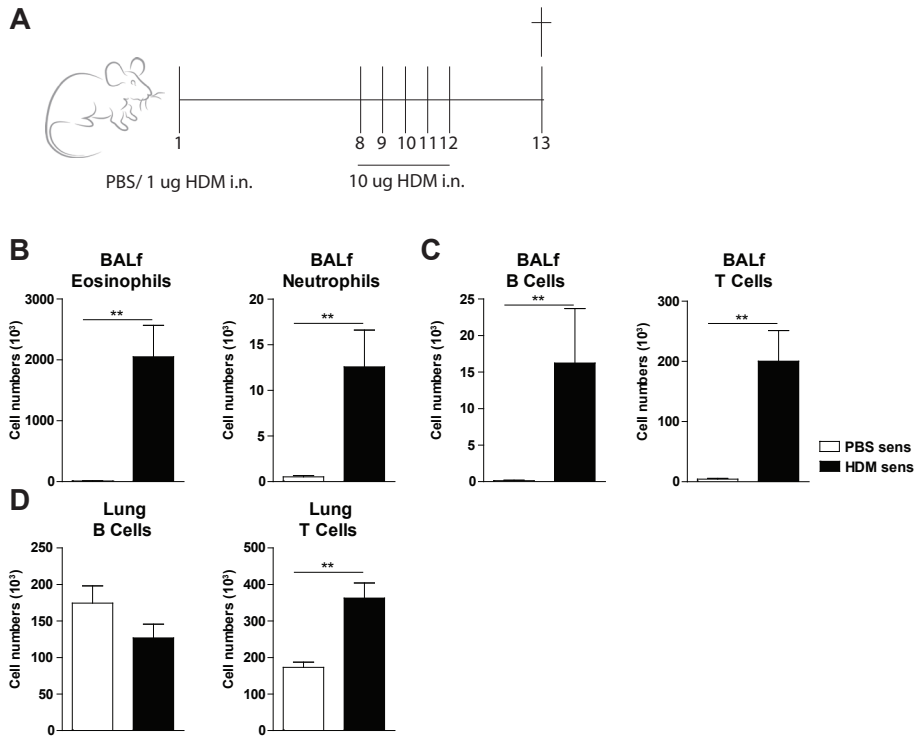 A
1
8
9
10
11
12
13
PBS/ 1 ug HDM i.n.
10 ug HDM i.n.
B
BALf
Eosinophils
Cell numbers (10³)
3000
2000
1000
0
**
BALf
Neutrophils
Cell numbers (10³)
20
15
10
5
0
**
C
BALf
B Cells
Cell numbers (10³)
25
20
15
10
5
0
**
BALf
T Cells
Cell numbers (10³)
300
200
100
0
**
PBS sens
HDM sens
D
Lung
B Cells
Cell numbers (10³)
250
200
150
100
50
0
Lung
T Cells
Cell numbers (10³)
500
400
300
200
100
0
**